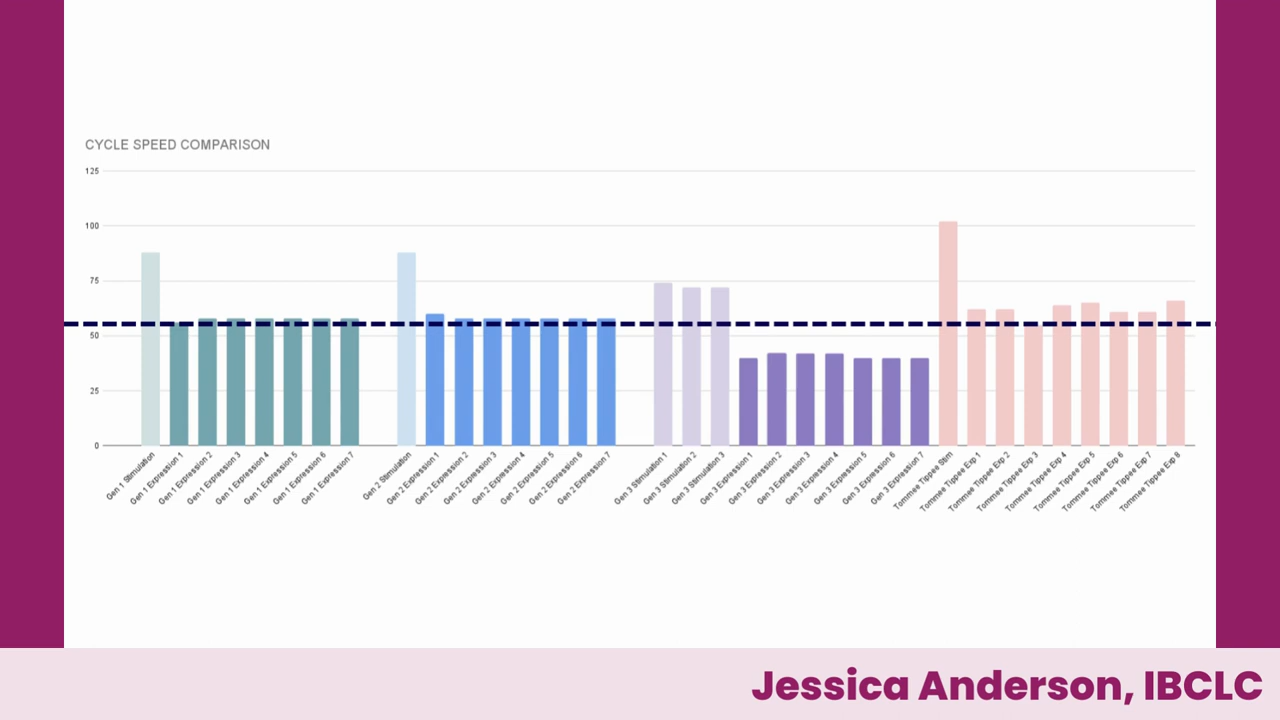 CYCLE SPEED COMPARISON
125
100
75
50
25
0
Gen 1 Stimulation
Gen 1 Expression 1
Gen 1 Expression 2
Gen 1 Expression 3
Gen 1 Expression 4
Gen 1 Expression 5
Gen 1 Expression 6
Gen 1 Expression 7
Gen 2 Stimulation
Gen 2 Expression 1
Gen 2 Expression 2
Gen 2 Expression 3
Gen 2 Expression 4
Gen 2 Expression 5
Gen 2 Expression 6
Gen 2 Expression 7
Gen 3 Stimulation 1
Gen 3 Stimulation 2
Gen 3 Stimulation 3
Gen 3 Expression 1
Gen 3 Expression 2
Gen 3 Expression 3
Gen 3 Expression 4
Gen 3 Expression 5
Gen 3 Expression 6
Gen 3 Expression 7
Tommee Tippee Stim
Tommee Tippee Exp 1
Tommee Tippee Exp 2
Tommee Tippee Exp 3
Tommee Tippee Exp 4
Tommee Tippee Exp 5
Tommee Tippee Exp 6
Tommee Tippee Exp 7
Tommee Tippee Exp 8
Jessica Anderson, IBCLC